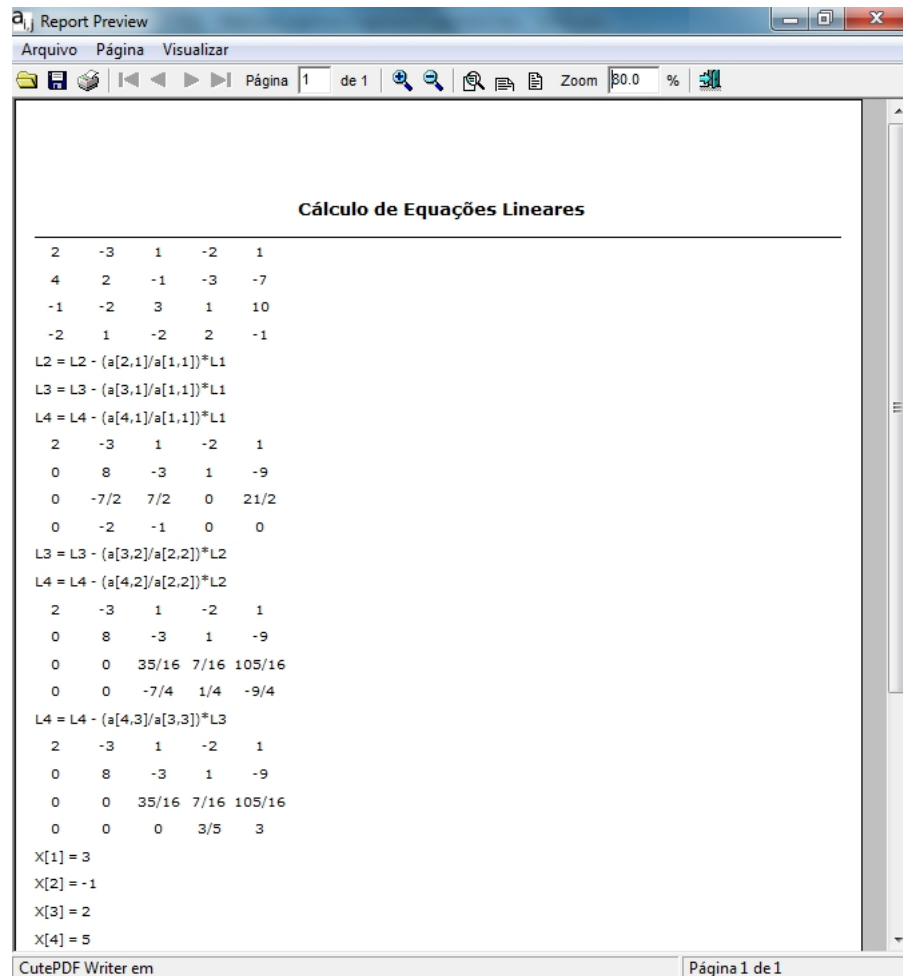 ai,j Report Preview
Arquivo Página Visualizar
Página 1 de 1 Zoom 80.0 %
Cálculo de Equações Lineares
2 -3 1 -2 1
4 2 -1 -3 -7
-1 -2 3 1 10
-2 1 -2 2 -1
L2 = L2 - (a[2,1]/a[1,1])*L1
L3 = L3 - (a[3,1]/a[1,1])*L1
L4 = L4 - (a[4,1]/a[1,1])*L1
2 -3 1 -2 1
0 8 -3 1 -9
0 -7/2 7/2 0 21/2
0 -2 -1 0 0
L3 = L3 - (a[3,2]/a[2,2])*L2
L4 = L4 - (a[4,2]/a[2,2])*L2
2 -3 1 -2 1
0 8 -3 1 -9
0 0 35/16 7/16 105/16
0 0 -7/4 1/4 -9/4
L4 = L4 - (a[4,3]/a[3,3])*L3
2 -3 1 -2 1
0 8 -3 1 -9
0 0 35/16 7/16 105/16
0 0 0 3/5 3
X[1] = 3
X[2] = -1
X[3] = 2
X[4] = 5
CutePDF Writer em Página 1 de 1